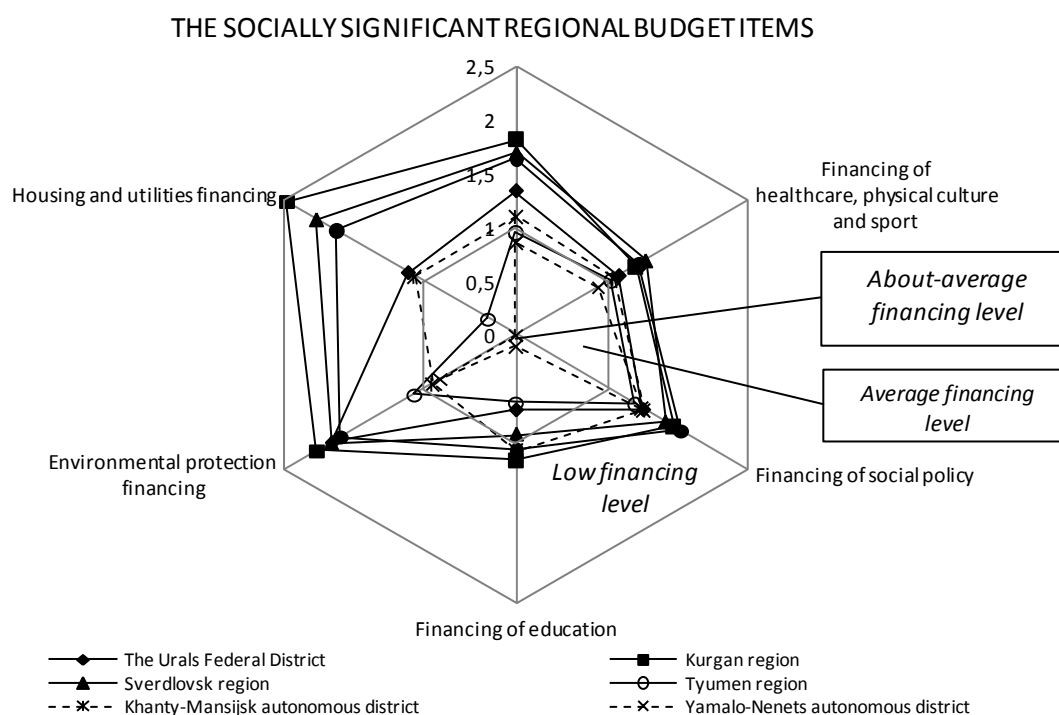 THE SOCIALLY SIGNIFICANT REGIONAL BUDGET ITEMS
2,5
2
1,5
1
0,5
0
Housing and utilities financing
Financing of
healthcare, physical culture
and sport
About-average
financing level
Average financing
level
Low financing
level
Environmental protection
financing
Financing of social policy
Financing of education
The Urals Federal District
Kurgan region
Sverdlovsk region
Tyumen region
Khanty-Mansijsk autonomous district
Yamalo-Nenets autonomous district